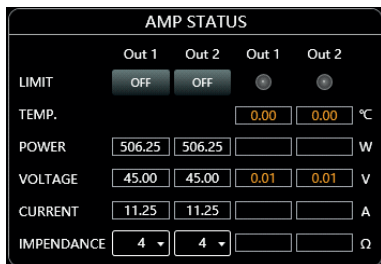 AMP STATUS
Out 1 Out 2 Out 1 Out 2
LIMIT OFF OFF
TEMP. 0.00 0.00 ℃
POWER 506.25 506.25 W
VOLTAGE 45.00 45.00 0.01 0.01 V
CURRENT 11.25 11.25 A
IMPENDANCE 4 4 Ω